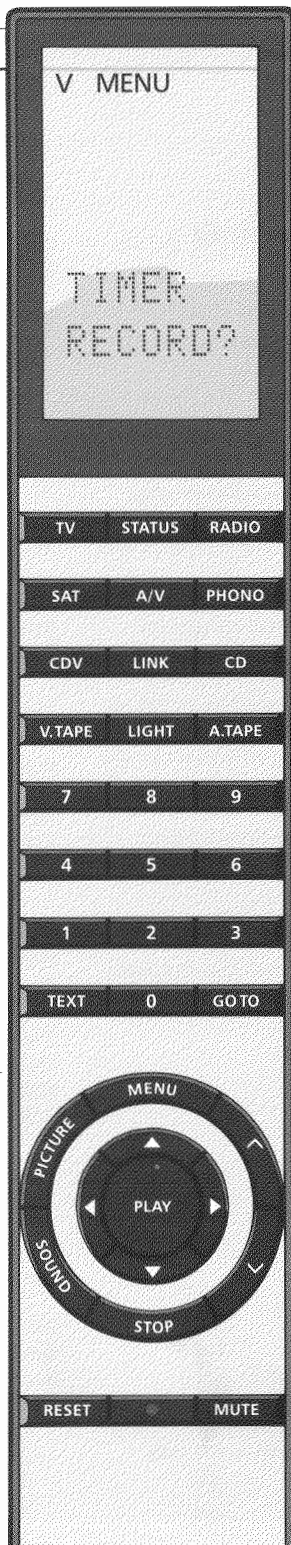 V MENU
TIMER
RECORD?
TV STATUS RADIO
SAT A/V PHONO
CDV LINK CD
V.TAPE LIGHT A.TAPE
7 8 9
4 5 6
1 2 3
TEXT 0 GO TO
MENU
PICTURE
PLAY
SOUND
STOP
RESET MUTE